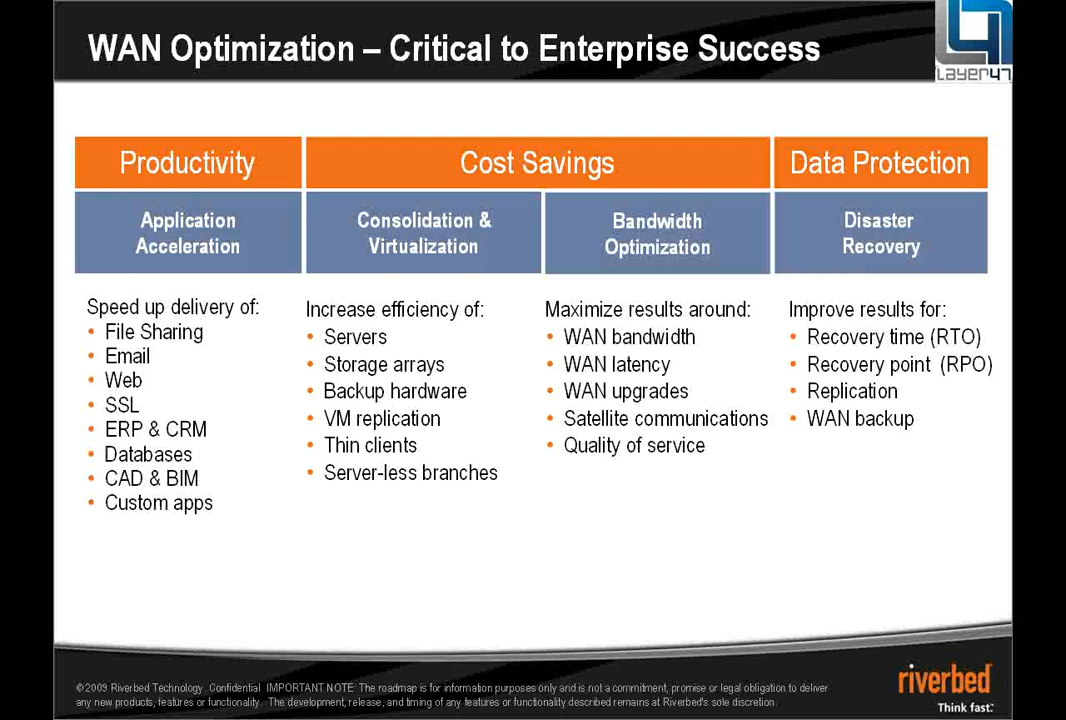 WAN Optimization – Critical to Enterprise Success
Layer47
Productivity
Cost Savings
Data Protection
Application
Acceleration
Consolidation &
Virtualization
Bandwidth
Optimization
Disaster
Recovery
Speed up delivery of:
• File Sharing
• Email
• Web
• SSL
• ERP & CRM
• Databases
• CAD & BIM
• Custom apps
Increase efficiency of:
• Servers
• Storage arrays
• Backup hardware
• VM replication
• Thin clients
• Server-less branches
Maximize results around:
• WAN bandwidth
• WAN latency
• WAN upgrades
• Satellite communications
• Quality of service
Improve results for:
• Recovery time (RTO)
• Recovery point (RPO)
• Replication
• WAN backup
© 2009 Riverbed Technology. Confidential. IMPORTANT NOTE: The roadmap is for information purposes only and is not a commitment, promise or legal obligation to deliver
any new products, features or functionality. The development, release, and timing of any features or functionality described remains at Riverbed's sole discretion.
riverbed
Think fast.